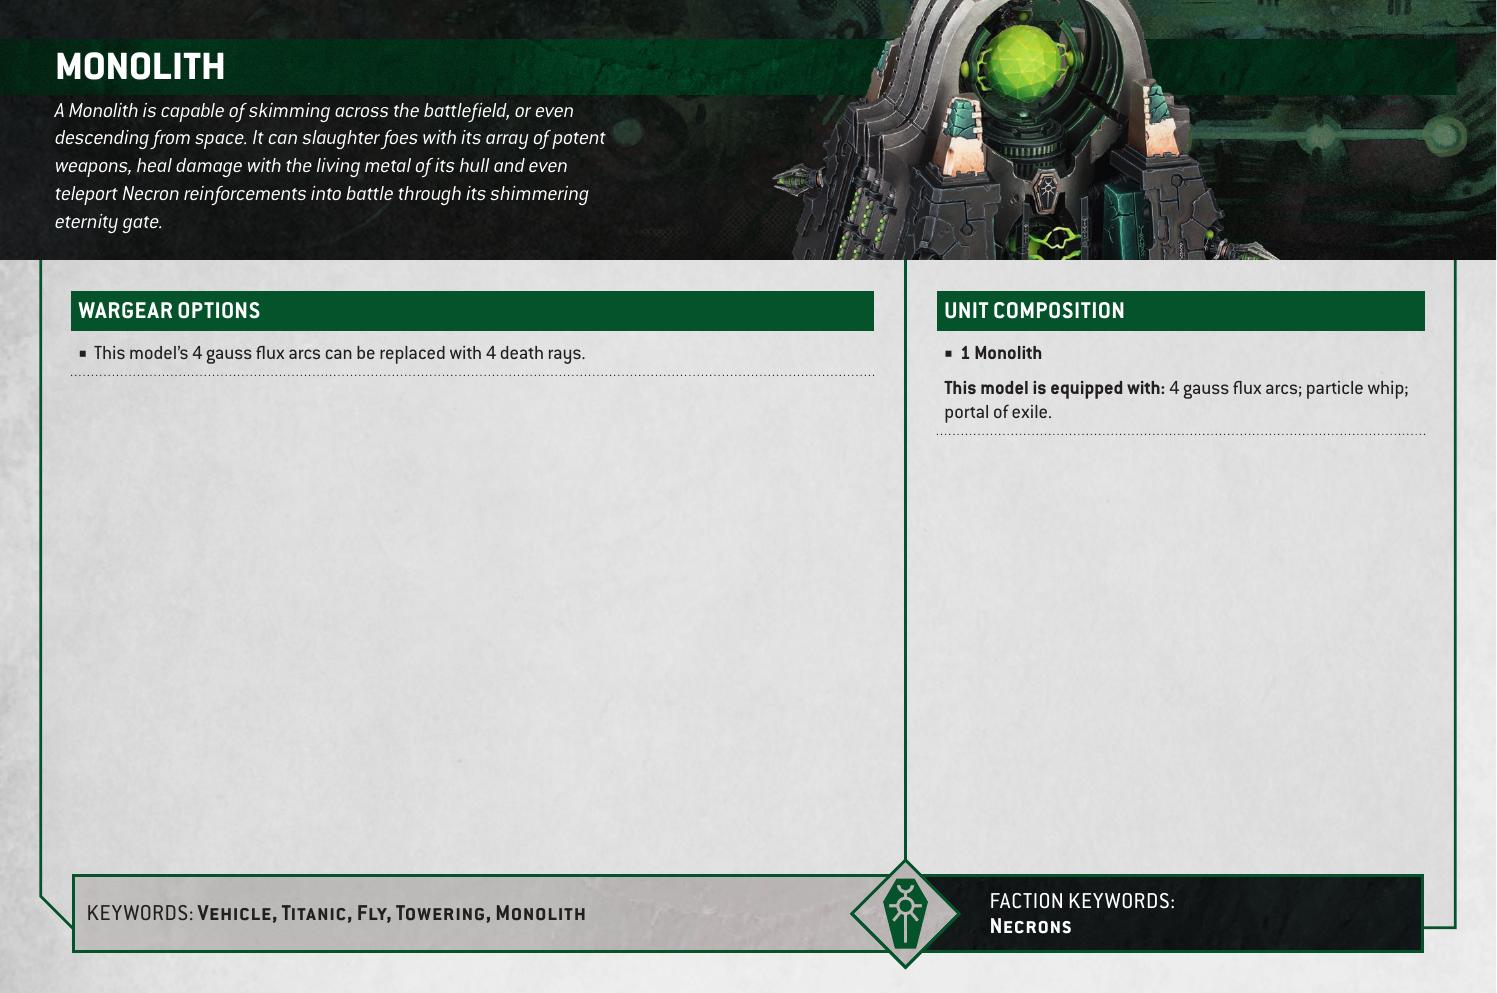 MONOLITH
A Monolith is capable of skimming across the battlefield, or even
descending from space. It can slaughter foes with its array of potent
weapons, heal damage with the living metal of its hull and even
teleport Necron reinforcements into battle through its shimmering
eternity gate.
WARGEAR OPTIONS
▪ This model’s 4 gauss flux arcs can be replaced with 4 death rays.
UNIT COMPOSITION
▪ 1 Monolith
This model is equipped with: 4 gauss flux arcs; particle whip;
portal of exile.
KEYWORDS: Vehicle, Titanic, Fly, Towering, Monolith
FACTION KEYWORDS:
Necrons